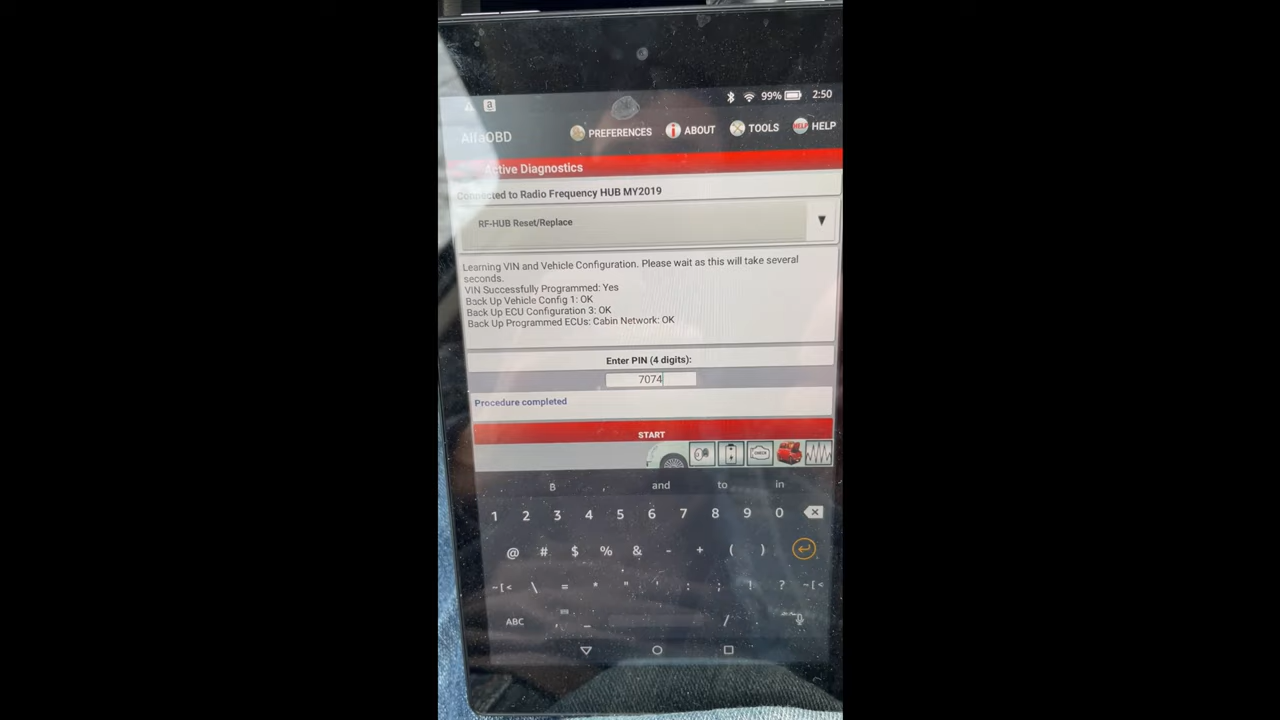 99% 2:50
AlfaOBD PREFERENCES ABOUT TOOLS HELP HELP
Active Diagnostics
Connected to Radio Frequency HUB MY2019
RF-HUB Reset/Replace
Learning VIN and Vehicle Configuration. Please wait as this will take several
seconds.
VIN Successfully Programmed: Yes
Back Up Vehicle Config 1: OK
Back Up ECU Configuration 3: OK
Back Up Programmed ECUs: Cabin Network: OK
Enter PIN (4 digits):
7074
Procedure completed
START
CHECK
B , and to in
1 2 3 4 5 6 7 8 9 0
@ # $ % & - + ( )
~[< \ = * " ' : ; ! ? ~[<
ABC , _ / .